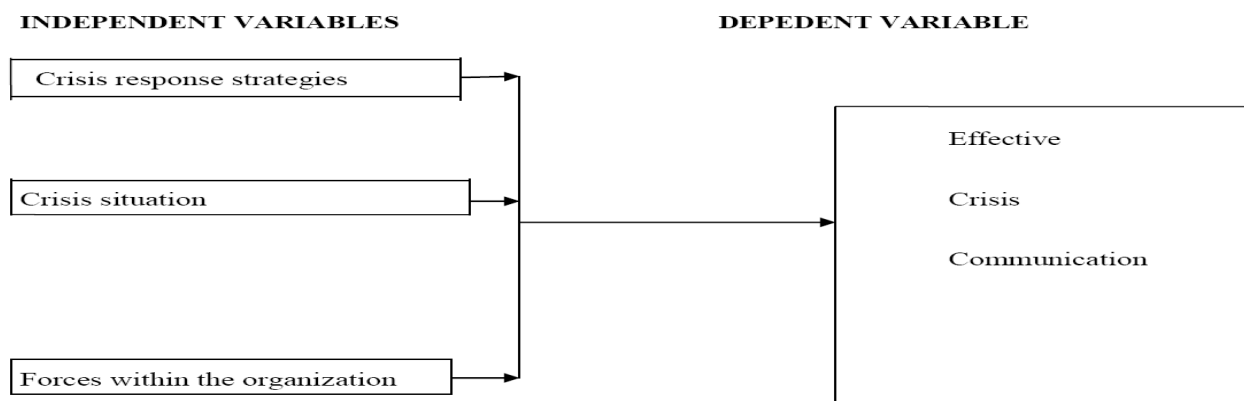 INDEPENDENT VARIABLES
DEPEDENT VARIABLE
Crisis response strategies
Crisis situation
Forces within the organization
Effective
Crisis
Communication